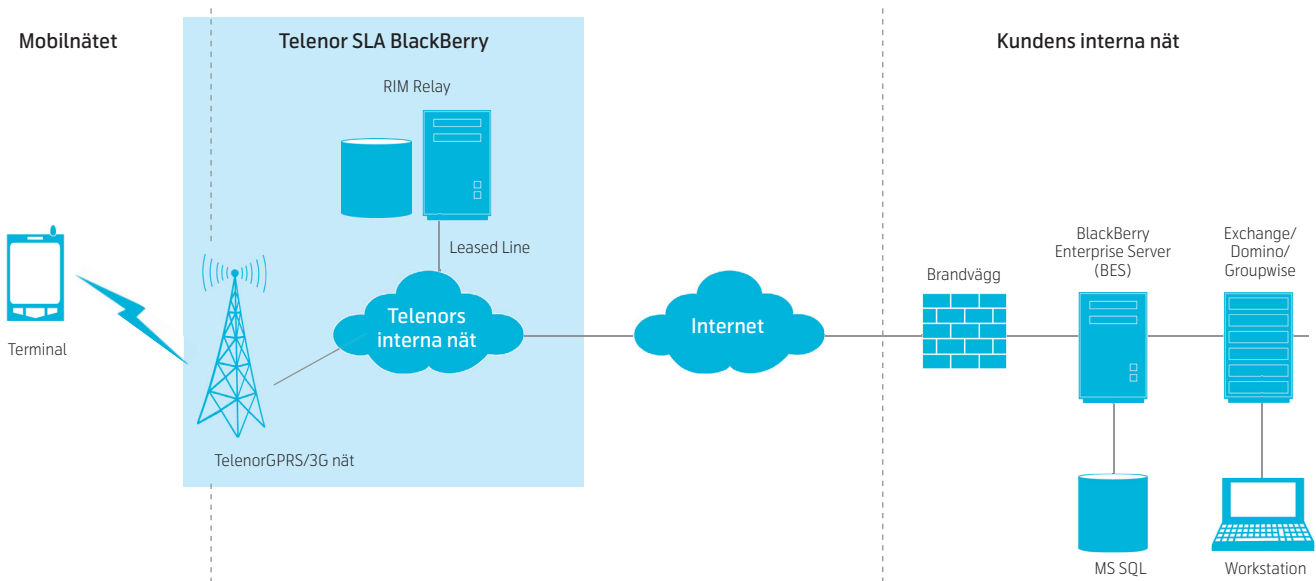 Mobilnätet
Telenor SLA BlackBerry
Kundens interna nät
RIM Relay
Leased Line
Terminal
Telenors
interna nät
TelenorGPRS/3G nät
Internet
Brandvägg
BlackBerry
Enterprise Server
(BES)
Exchange/
Domino/
Groupwise
MS SQL
Workstation